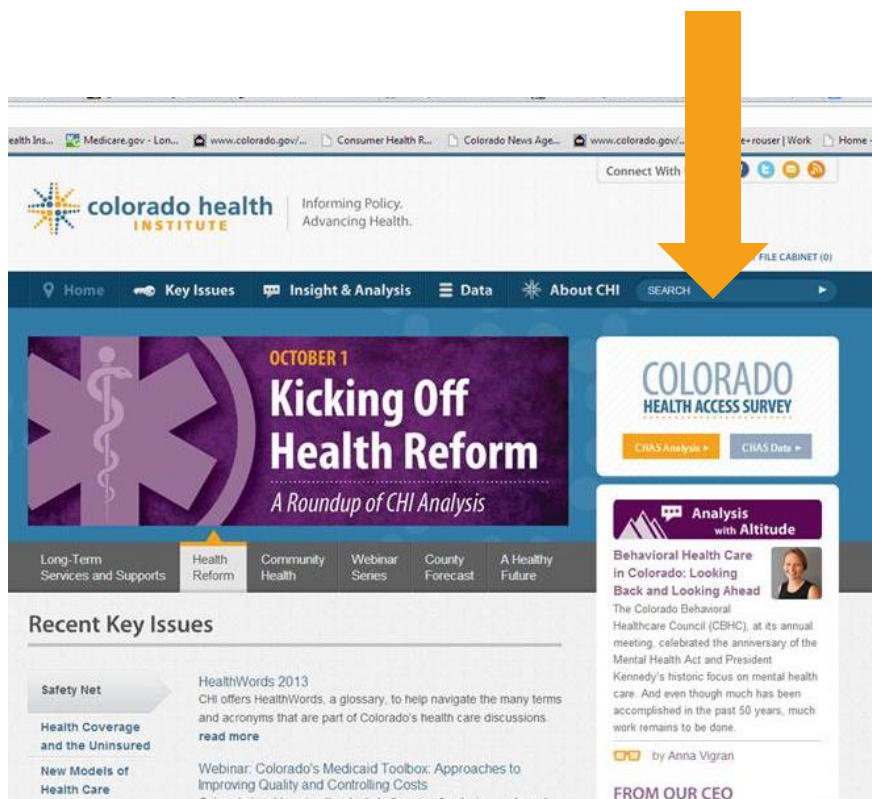 ealth Ins... Medicare.gov - Lon... www.colorado.gov/... Consumer Health R... Colorado News Age... www.colorado.gov/... e+rouser | Work Home -
Connect With
colorado health
INSTITUTE
Informing Policy.
Advancing Health.
FILE CABINET (0)
Home Key Issues Insight & Analysis Data About CHI SEARCH
OCTOBER 1
Kicking Off
Health Reform
A Roundup of CHI Analysis
COLORADO
HEALTH ACCESS SURVEY
CHAS Analysis CHAS Data
Long-Term
Services and Supports
Health
Reform
Community
Health
Webinar
Series
County
Forecast
A Healthy
Future
Analysis
with Altitude
Behavioral Health Care
in Colorado: Looking
Back and Looking Ahead
The Colorado Behavioral
Healthcare Council (CBHC), at its annual
meeting, celebrated the anniversary of the
Mental Health Act and President
Kennedy's historic focus on mental health
care. And even though much has been
accomplished in the past 50 years, much
work remains to be done.
by Anna Vigran
FROM OUR CEO
Recent Key Issues
Safety Net
Health Coverage
and the Uninsured
New Models of
Health Care
HealthWords 2013
CHI offers HealthWords, a glossary, to help navigate the many terms
and acronyms that are part of Colorado's health care discussions.
read more
Webinar: Colorado's Medicaid Toolbox: Approaches to
Improving Quality and Controlling Costs